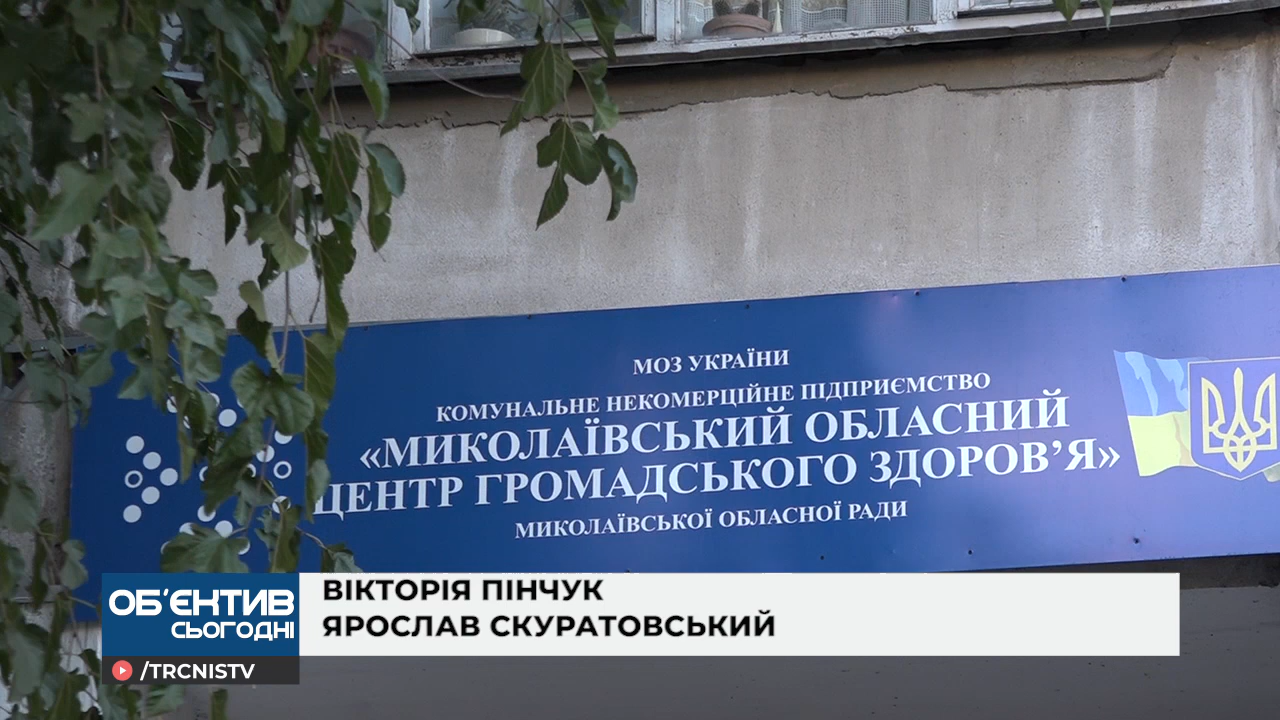 МОЗ УКРАЇНИ
КОМУНАЛЬНЕ НЕКОМЕРЦІЙНЕ ПІДПРИЄМСТВО
«МИКОЛАЇВСЬКИЙ ОБЛАСНИЙ
ЦЕНТР ГРОМАДСЬКОГО ЗДОРОВ’Я»
МИКОЛАЇВСЬКОЇ ОБЛАСНОЇ РАДИ
ОБ'ЄКТИВ
СЬОГОДНІ
/TRCNISTV
ВІКТОРІЯ ПІНЧУК
ЯРОСЛАВ СКУРАТОВСЬКИЙ